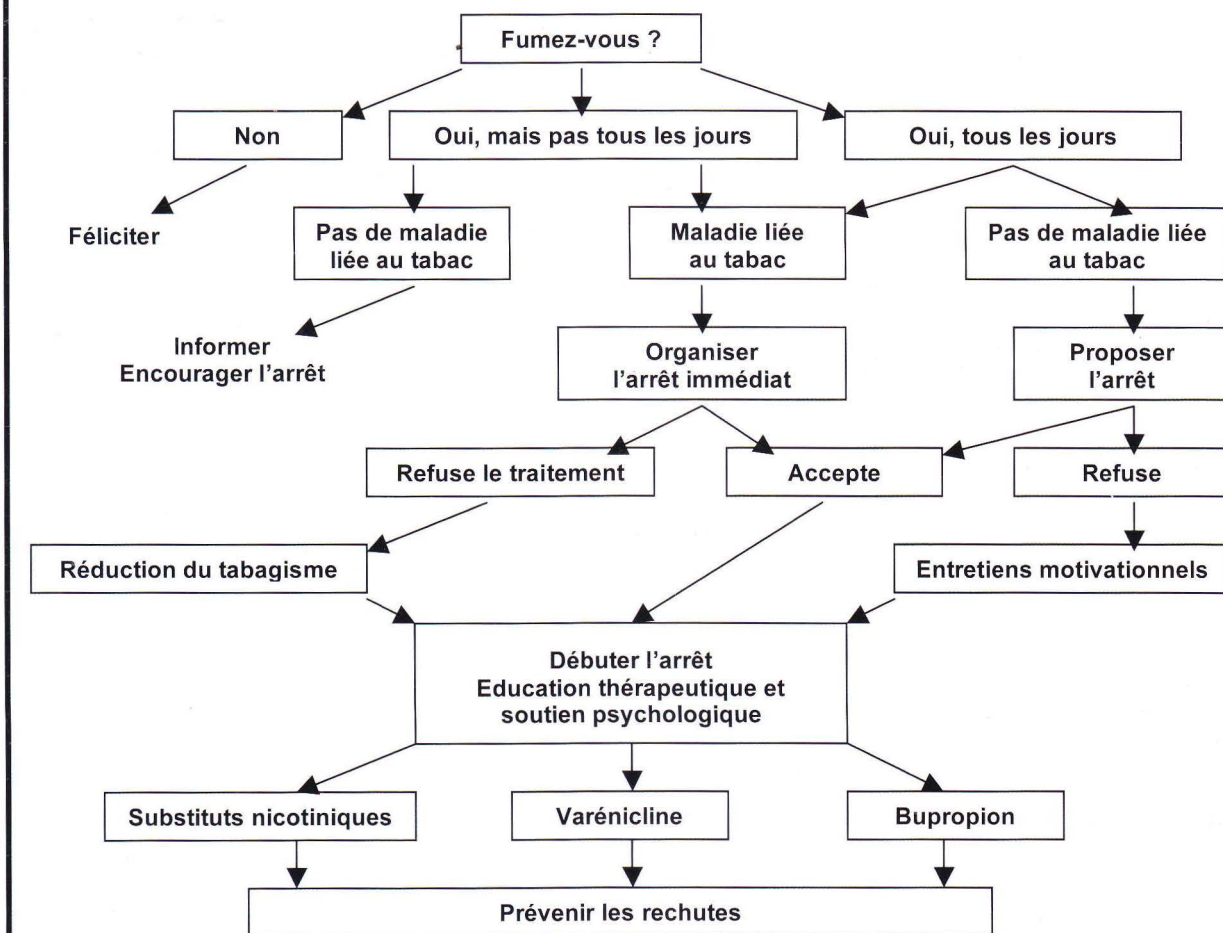 Fumez-vous ?
Non
Oui, mais pas tous les jours
Oui, tous les jours
Féliciter
Pas de maladie
liée au tabac
Maladie liée
au tabac
Pas de maladie liée
au tabac
Informer
Encourager l'arrêt
Organiser
l'arrêt immédiat
Proposer
l'arrêt
Refuse le traitement
Accepte
Refuse
Réduction du tabagisme
Entretiens motivationnels
Débuter l'arrêt
Education thérapeutique et
soutien psychologique
Substituts nicotiniques
Varénicline
Bupropion
Prévenir les rechutes